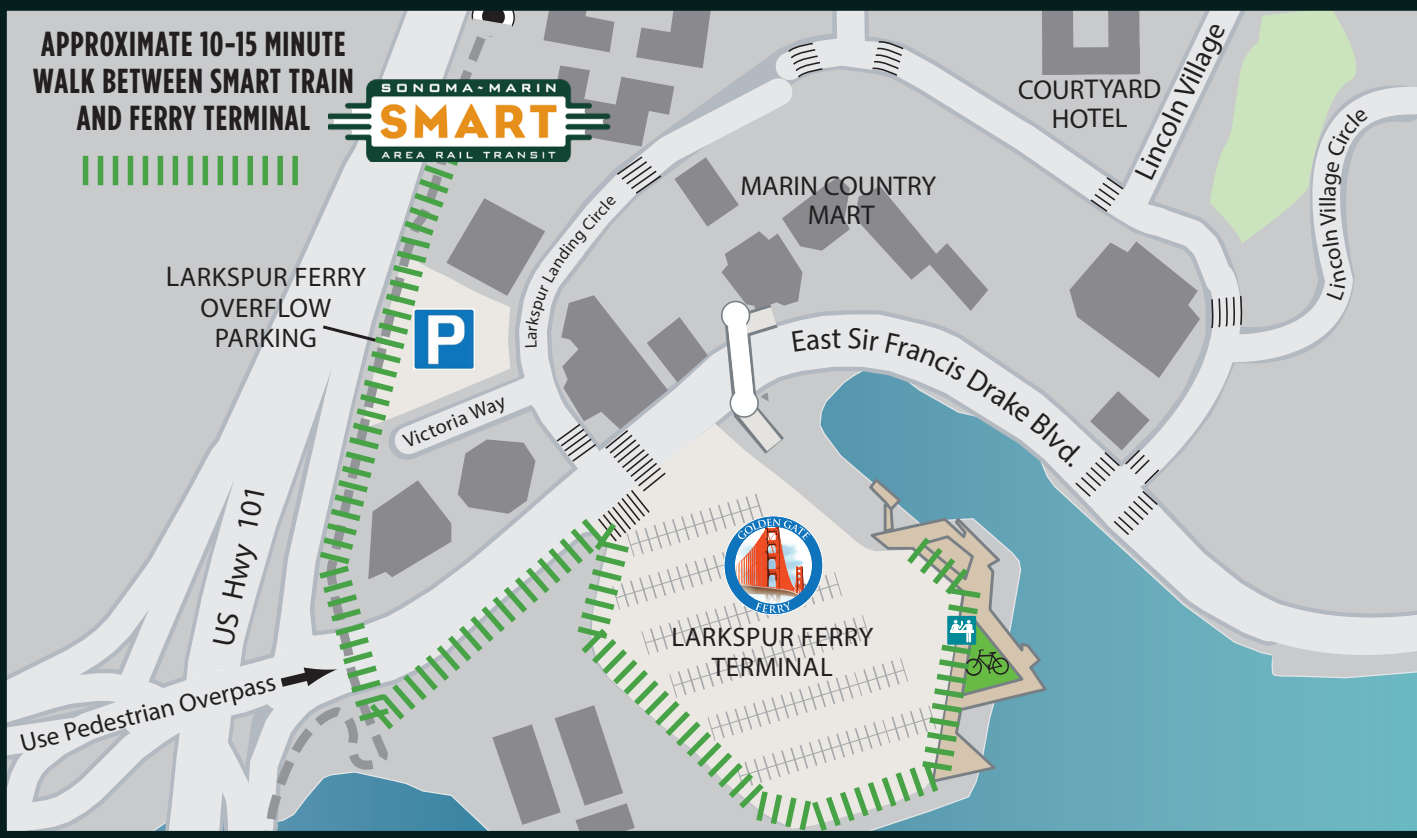 APPROXIMATE 10-15 MINUTE
WALK BETWEEN SMART TRAIN
AND FERRY TERMINAL
SONOMA~MARIN
SMART
AREA RAIL TRANSIT
COURTYARD
HOTEL
Lincoln Village
Lincoln Village Circle
MARIN COUNTRY
MART
Larkspur Landing Circle
LARKSPUR FERRY
OVERFLOW
PARKING
P
East Sir Francis Drake Blvd.
Victoria Way
US Hwy 101
GOLDEN GATE
FERRY
LARKSPUR FERRY
TERMINAL
Use Pedestrian Overpass